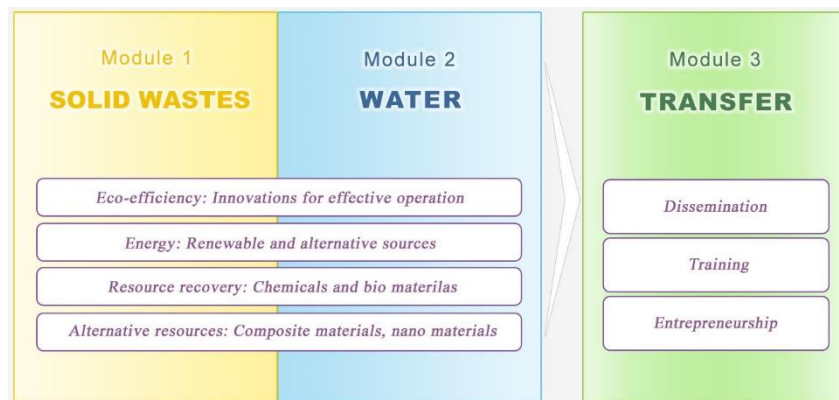 Module 1
SOLID WASTES
Module 2
WATER
Eco-efficiency: Innovations for effective operation
Energy: Renewable and alternative sources
Resource recovery: Chemicals and bio materilas
Alternative resources: Composite materials, nano materials
Module 3
TRANSFER
Dissemination
Training
Entrepreneurship